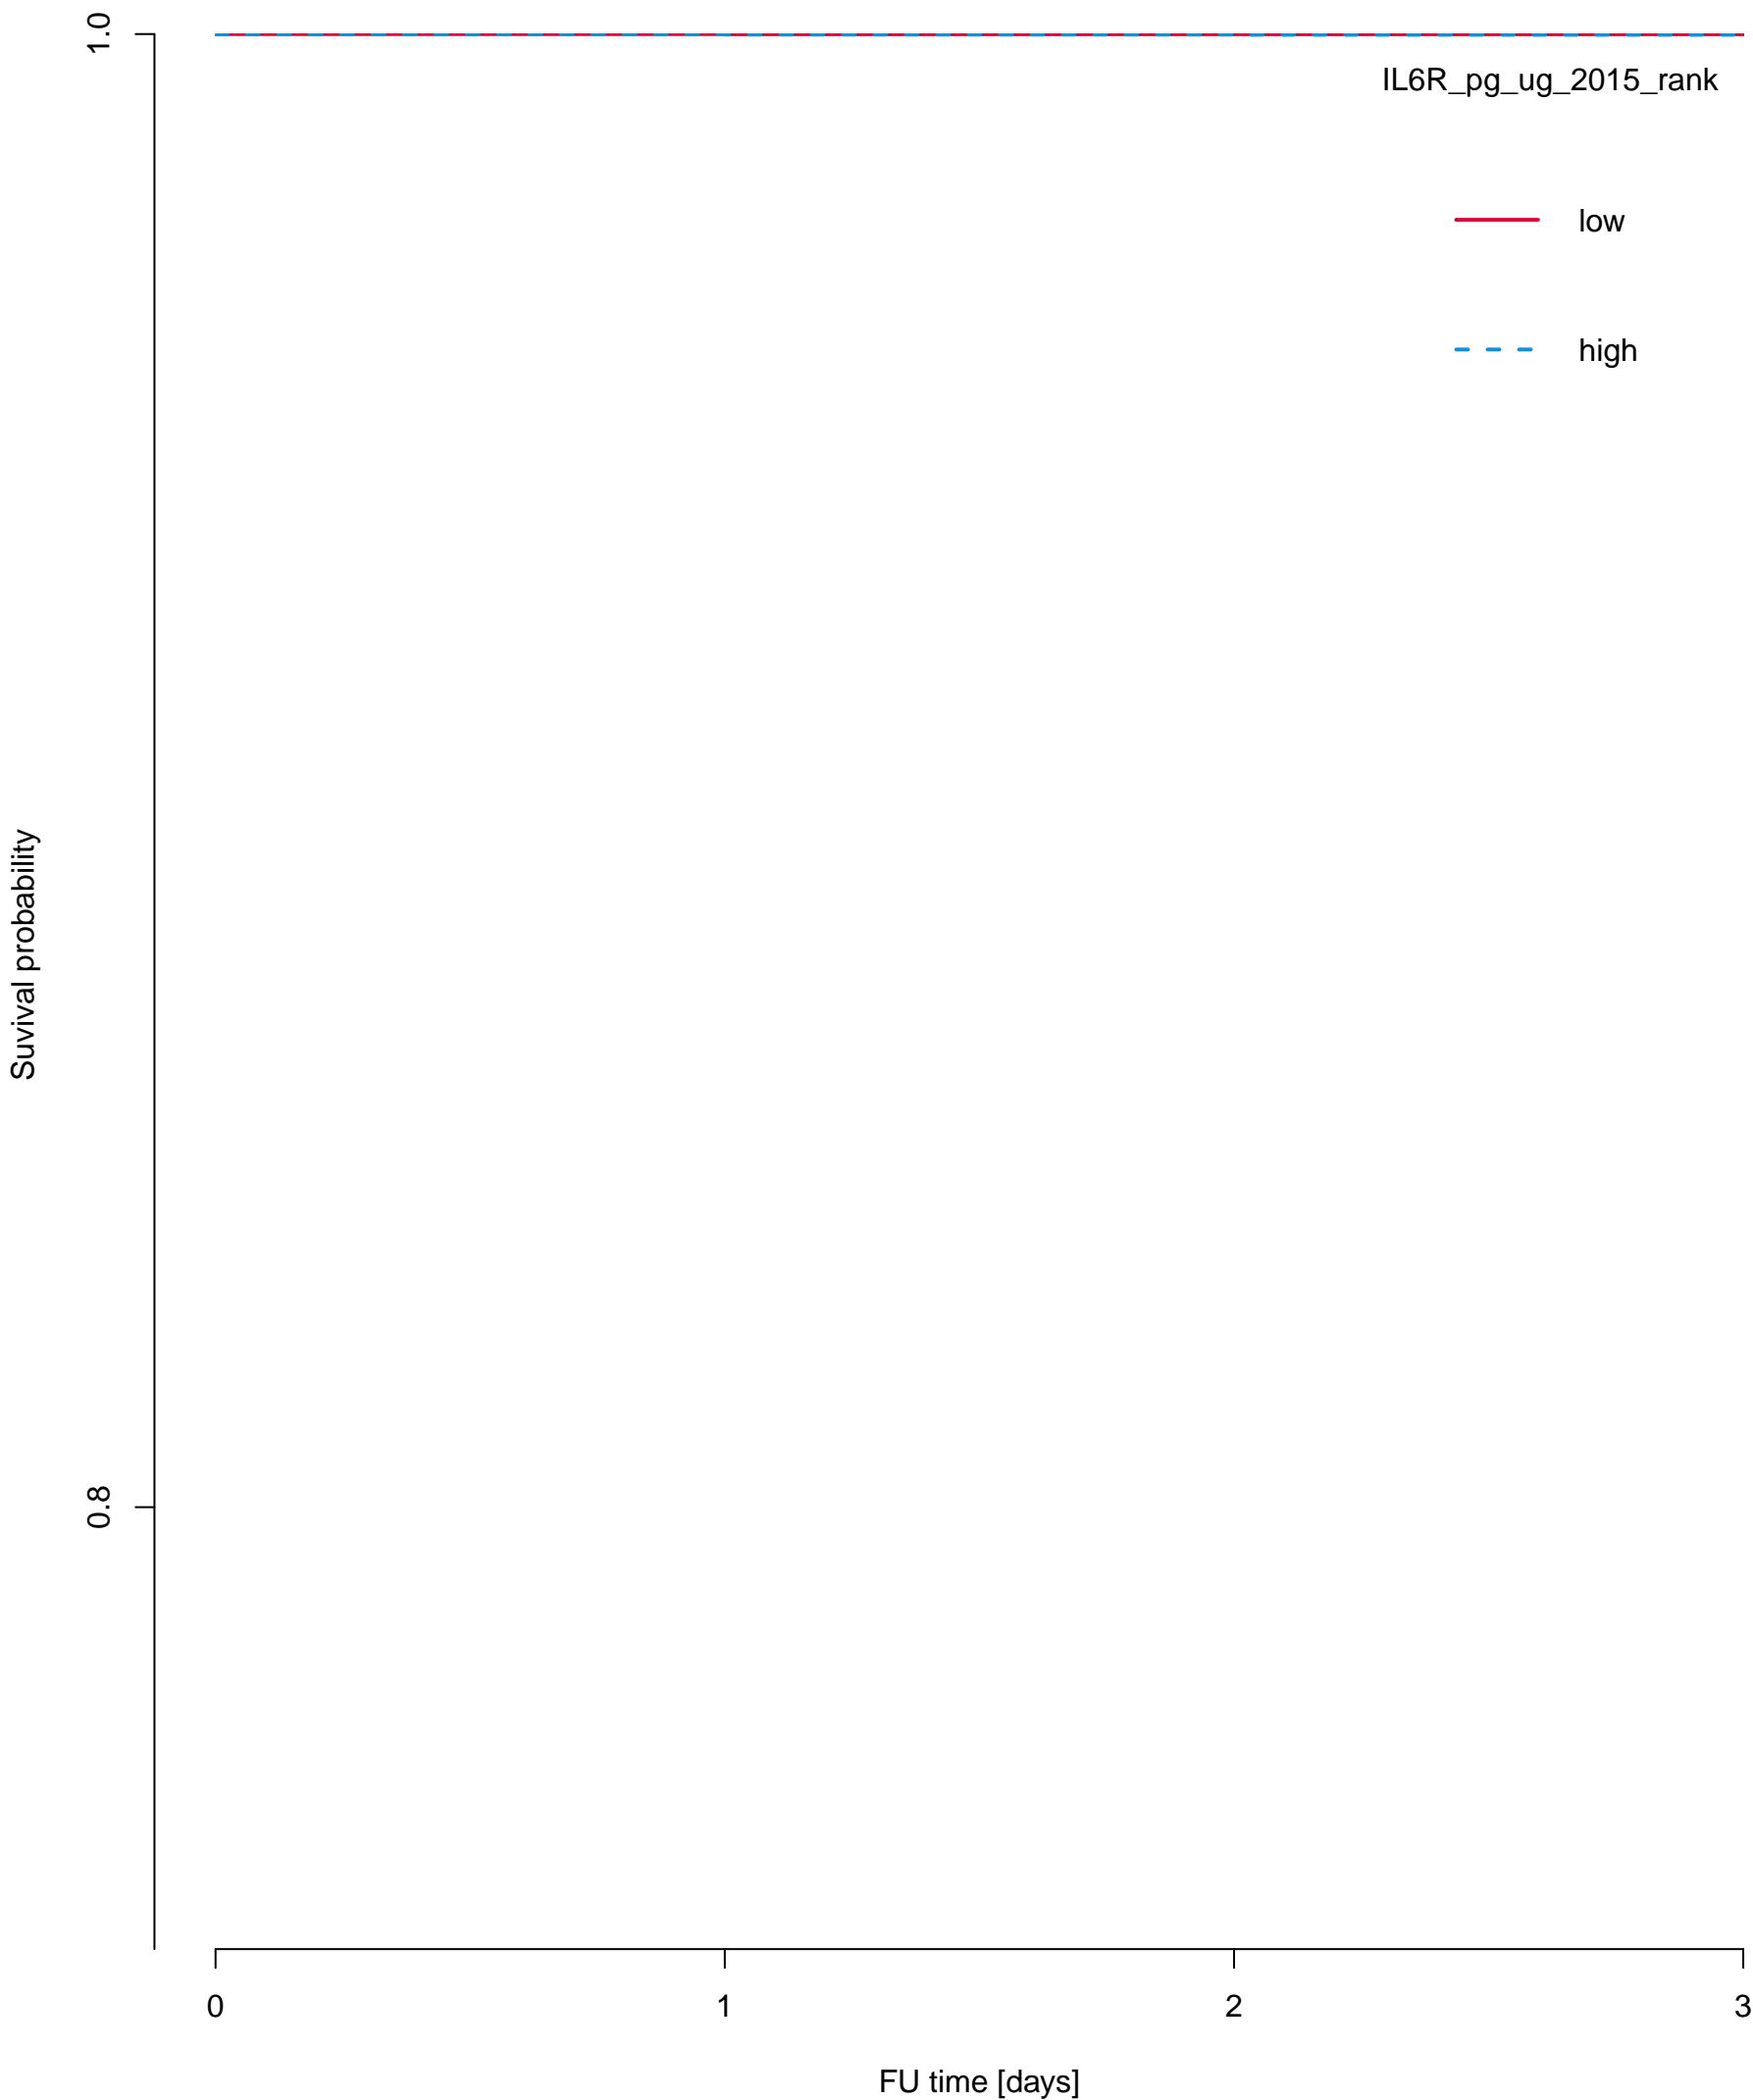 1.0
IL6R_pg_ug_2015_rank
low
high
Suvival probability
0.8
0 1 2 3
FU time [days]